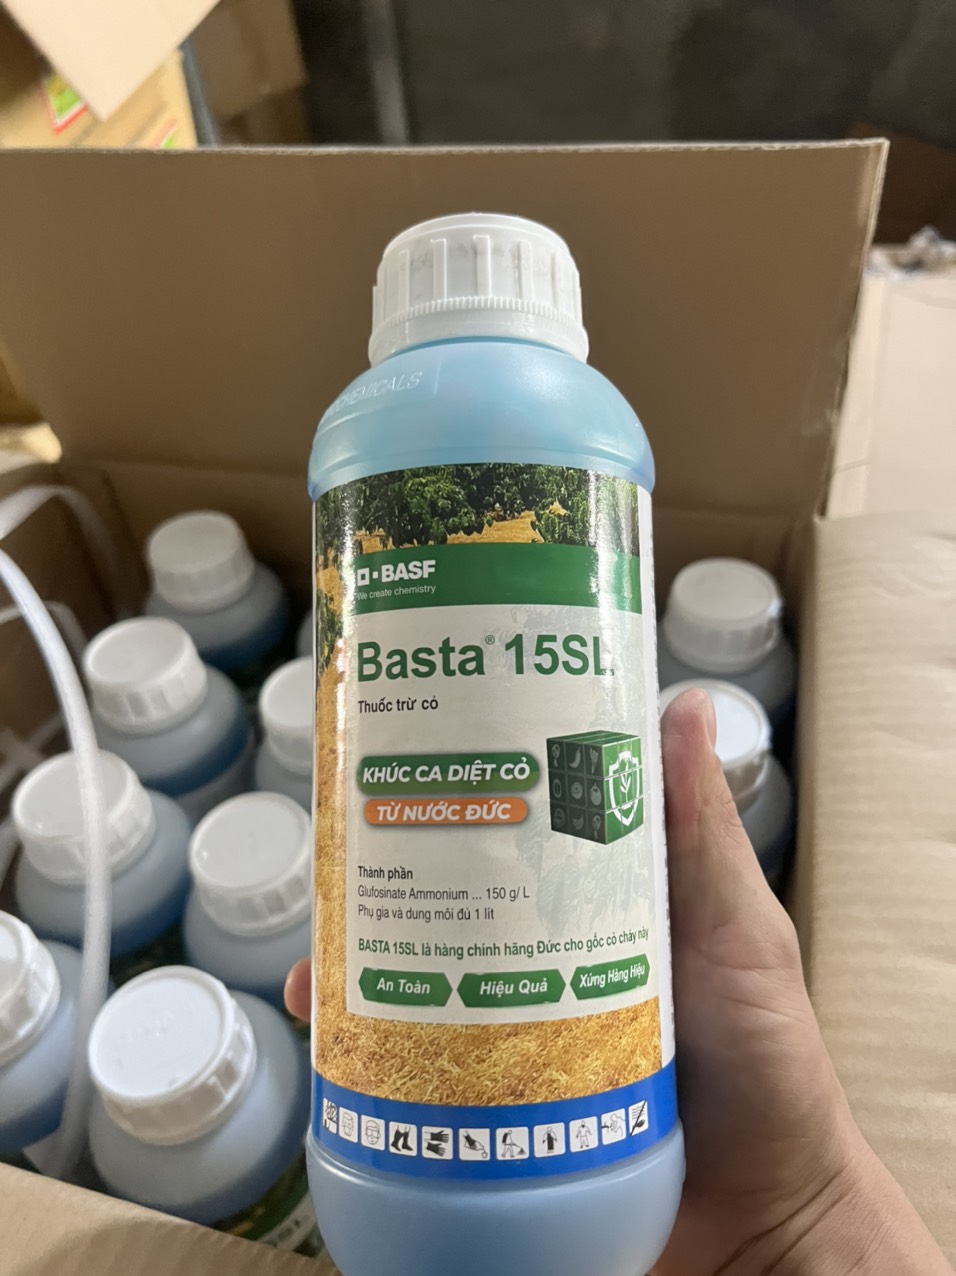 CHEMICALS
BASF
We create chemistry
Basta® 15SL
Thuốc trừ cỏ
KHÚC CA DIỆT CỎ
TỪ NƯỚC ĐỨC
Thành phần
Glufosinate Ammonium ... 150 g/ L
Phụ gia và dung môi đủ 1 lít
BASTA 15SL là hàng chính hãng Đức cho gốc cỏ cháy này
An Toàn
Hiệu Quả
Xứng Hàng Hiệu